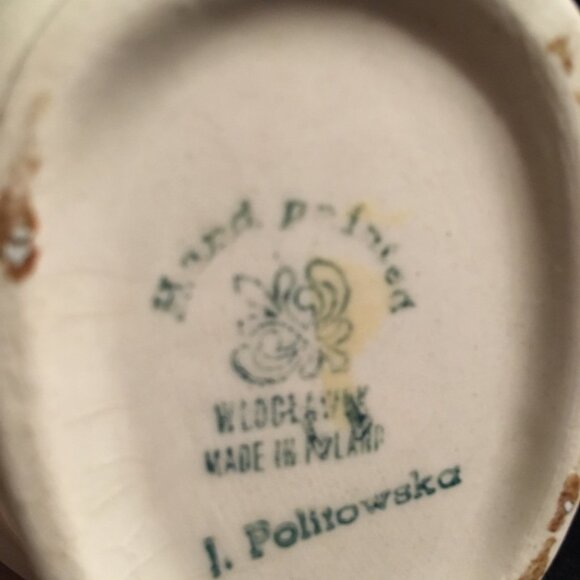 Hand painted
WŁOCŁAWEK
MADE IN POLAND
J. Politowska